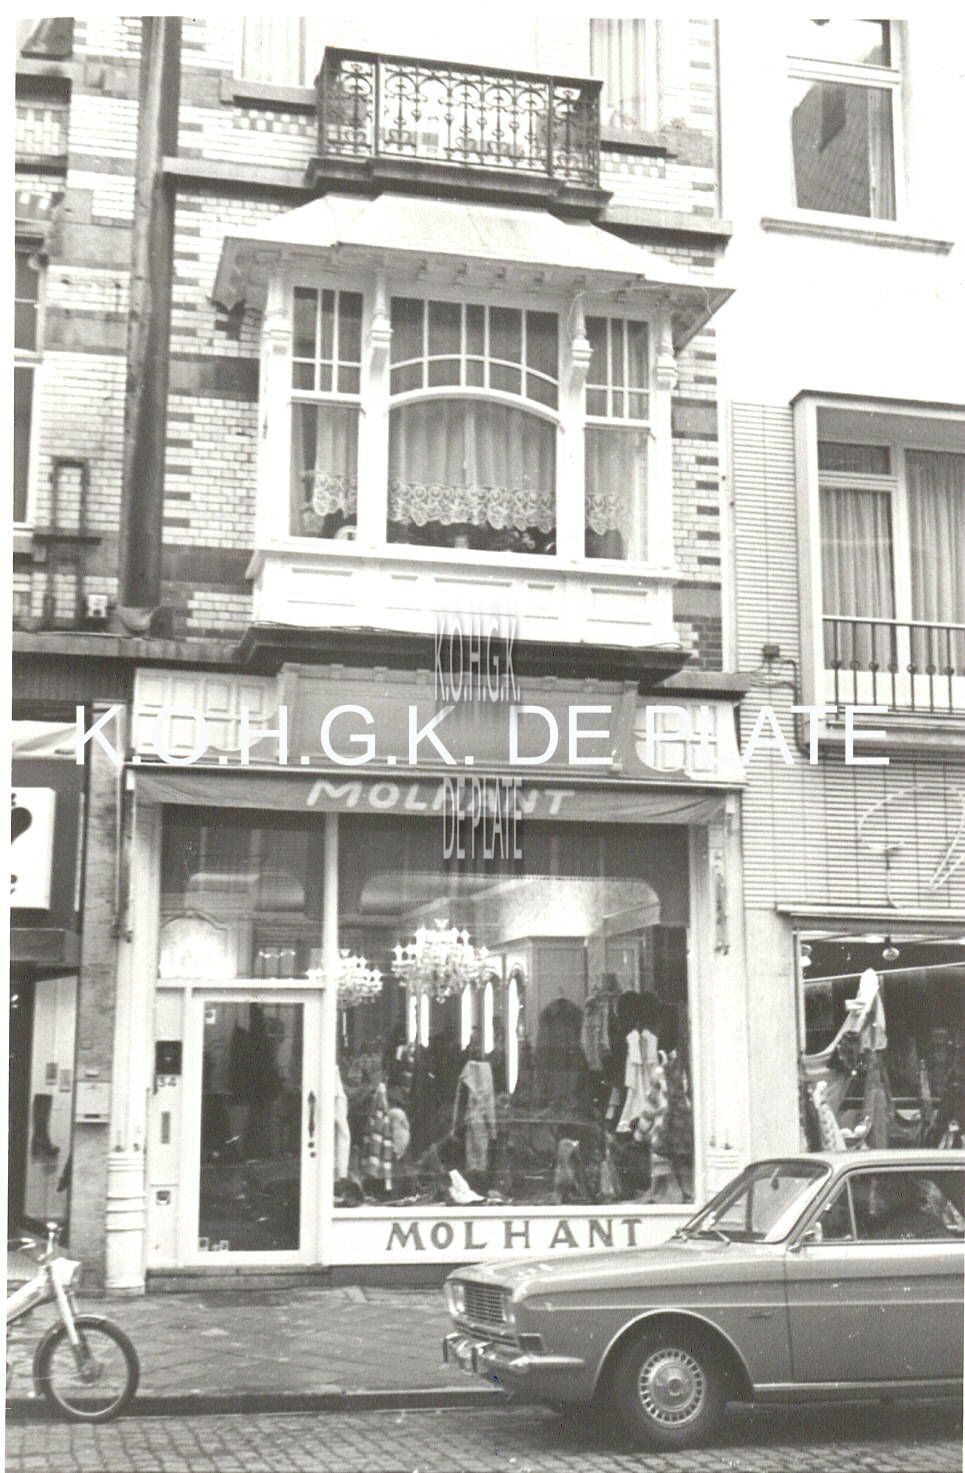 K.O.H.G.K.
K.O.H.G.K. DE PLATE
MOLHANT
DE PLATE
34
MOLHANT